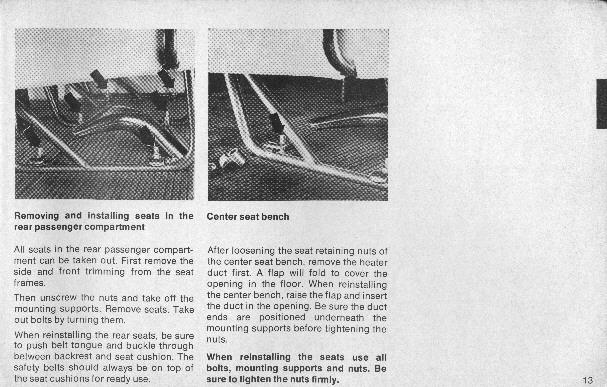 Removing and installing seats in the
rear passenger compartment
All seats in the rear passenger compart-
ment can be taken out. First remove the
side and front trimming from the seat
frames.
Then unscrew the nuts and take off the
mounting supports. Remove seats. Take
out bolts by turning them.
When reinstalling the rear seats, be sure
to push belt tongue and buckle through
between backrest and seat cushion. The
safety belts should always be on top of
the seat cushions for ready use.
Center seat bench
After loosening the seat retaining nuts of
the center seat bench, remove the heater
duct first. A flap will fold to cover the
opening in the floor. When reinstalling
the center bench, raise the flap and insert
the duct in the opening. Be sure the duct
ends are positioned underneath the
mounting supports before tightening the
nuts.
When reinstalling the seats use all
bolts, mounting supports and nuts. Be
sure to tighten the nuts firmly.
13